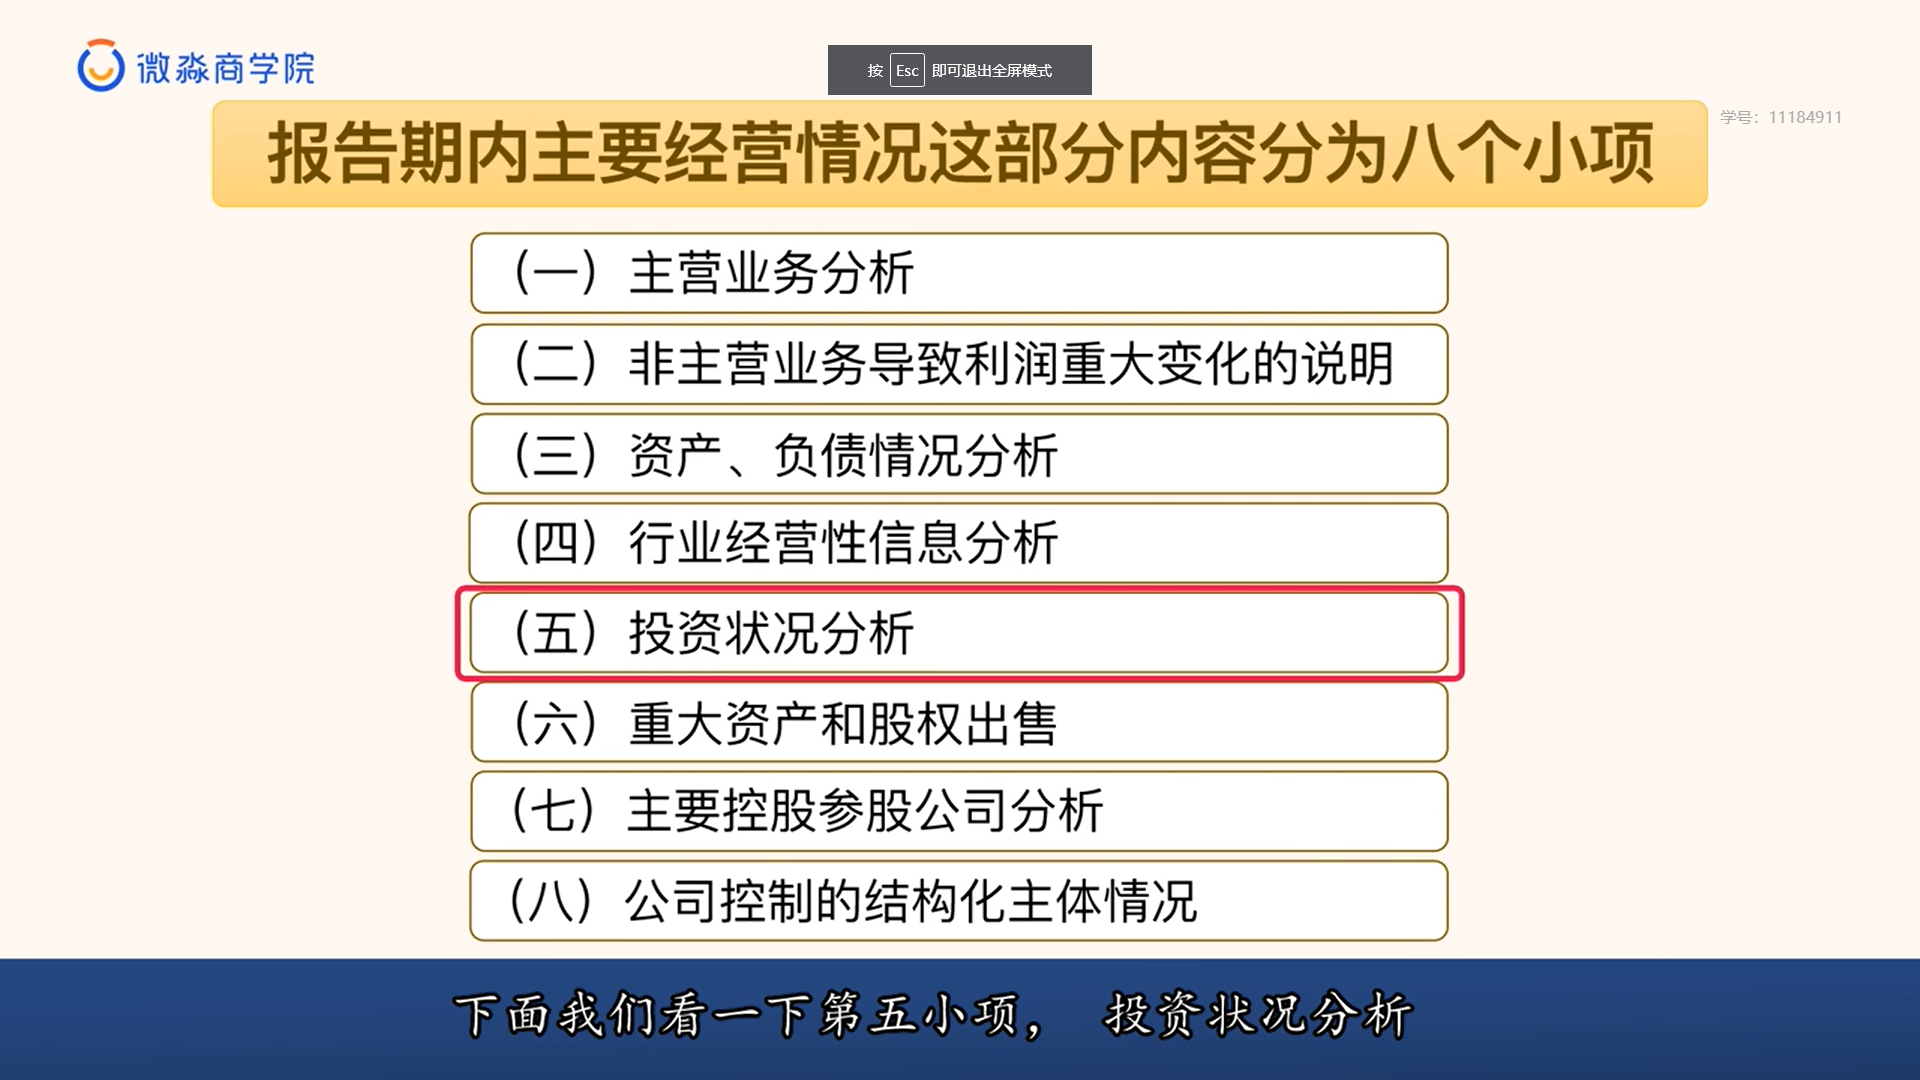 微淼商学院
按 Esc 即可退出全屏模式
学号：11184911
报告期内主要经营情况这部分内容分为八个小项
（一）主营业务分析
（二）非主营业务导致利润重大变化的说明
（三）资产、负债情况分析
（四）行业经营性信息分析
（五）投资状况分析
（六）重大资产和股权出售
（七）主要控股参股公司分析
（八）公司控制的结构化主体情况
下面我们看一下第五小项， 投资状况分析